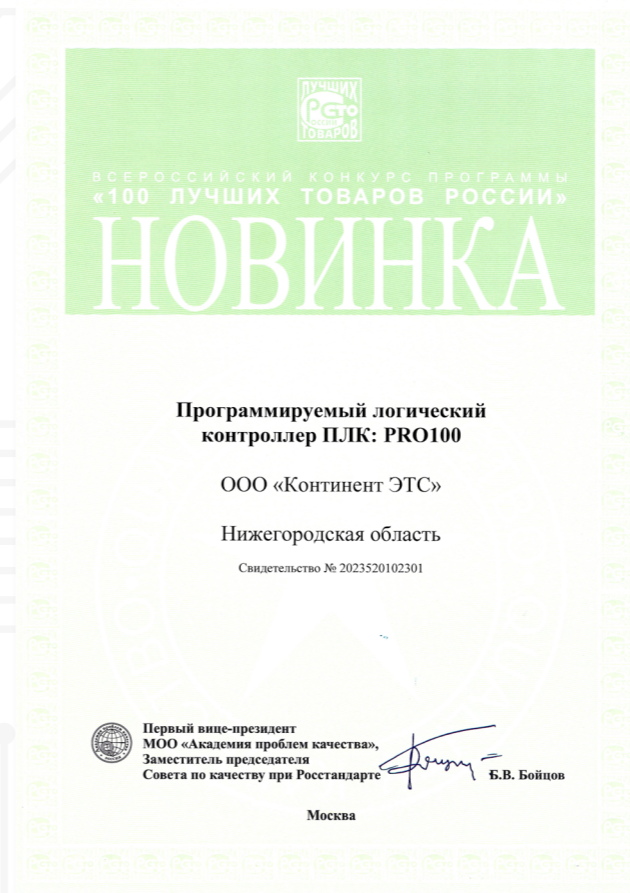 ЛУЧШИХ
ТОВАРОВ
ВСЕРОССИЙСКИЙ КОНКУРС ПРОГРАММЫ
«100 ЛУЧШИХ ТОВАРОВ РОССИИ»
НОВИНКА
Программируемый логический
контроллер ПЛК: PRO100
ООО «Континент ЭТС»
Нижегородская область
Свидетельство № 2023520102301
Первый вице-президент
МОО «Академия проблем качества»,
Заместитель председателя
Совета по качеству при Росстандарте
Б.В. Бойцов
Москва